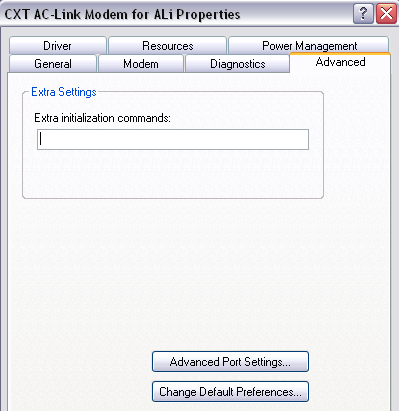 CXT AC-Link Modem for ALi Properties
Driver Resources Power Management
General Modem Diagnostics Advanced
Extra Settings
Extra initialization commands:
Advanced Port Settings...
Change Default Preferences...